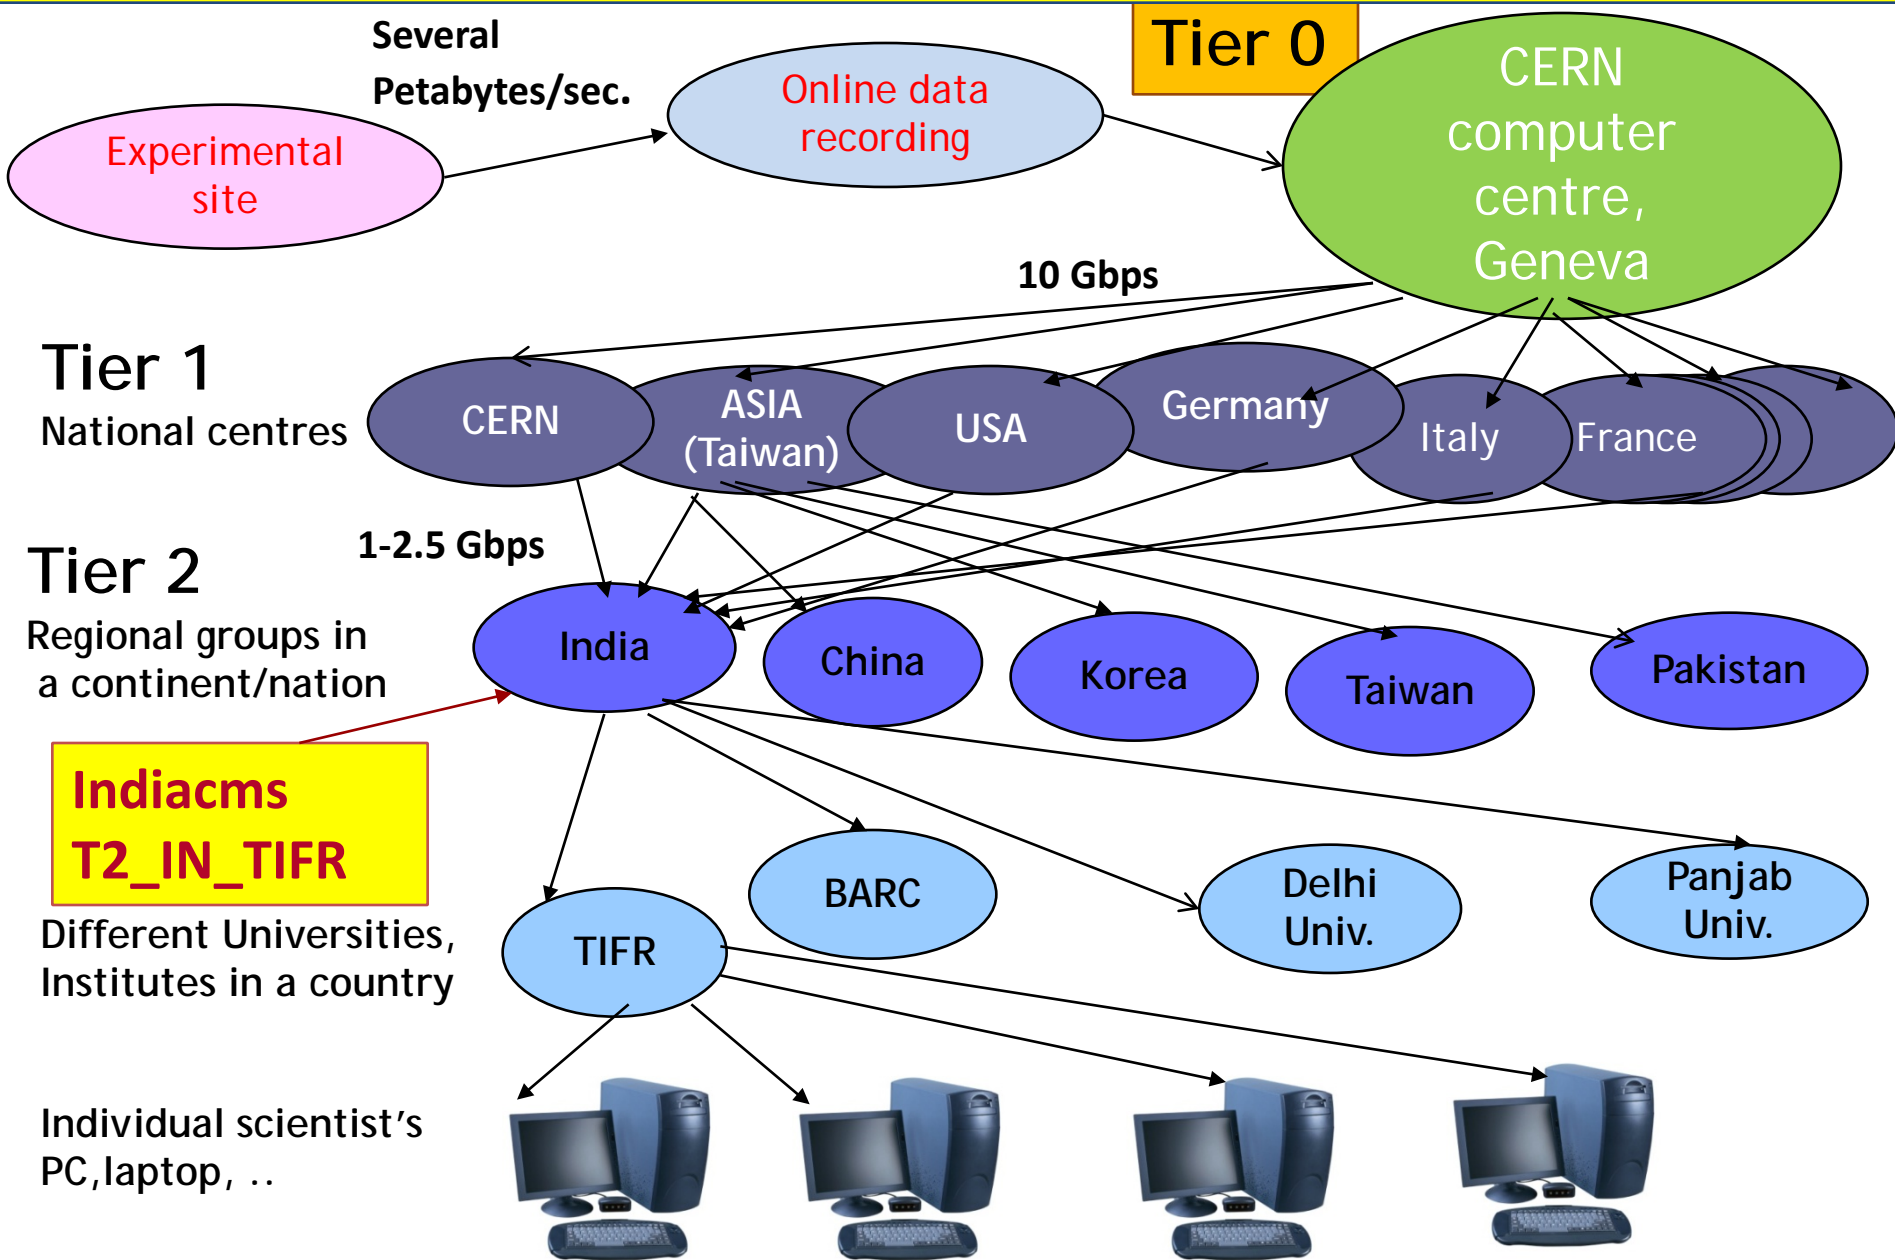 Several
Petabytes/sec.
Tier 0
Experimental
site
Online data
recording
CERN
computer
centre,
Geneva
10 Gbps
Tier 1
National centres
CERN
ASIA
(Taiwan)
USA
Germany
Italy
France
1-2.5 Gbps
Tier 2
Regional groups in
a continent/nation
India
China
Korea
Taiwan
Pakistan
Indiacms
T2_IN_TIFR
Different Universities,
Institutes in a country
TIFR
BARC
Delhi
Univ.
Panjab
Univ.
Individual scientist's
PC,laptop, ..